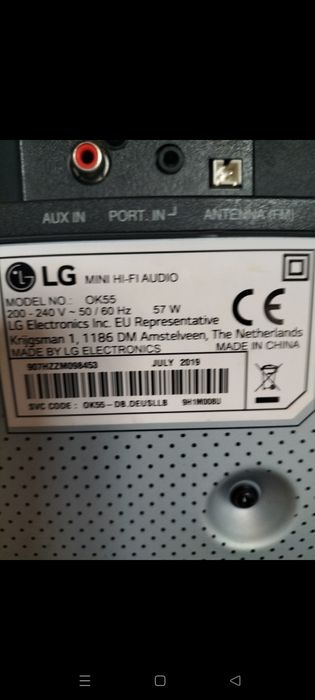 AUX IN PORT. IN ANTENNA (FM)
LG MINI HI-FI AUDIO
MODEL NO.: OK55
200 - 240 V ~ 50 / 60 Hz 57 W
LG Electronics Inc. EU Representative
Krijgsman 1, 1186 DM Amstelveen, The Netherlands
MADE BY LG ELECTRONICS MADE IN CHINA
CE
907HZZM098453 JULY 2019
SVC CODE : OK55-DB.DEUSLLB 9H1M008U